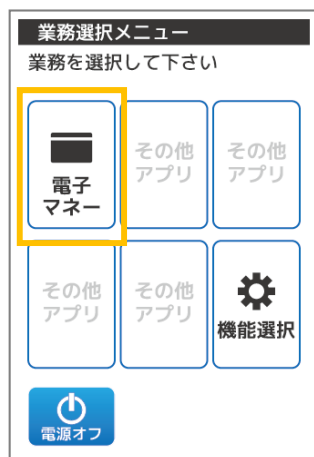 業務選択メニュー
業務を選択して下さい
電子
マネー
その他
アプリ
その他
アプリ
その他
アプリ
その他
アプリ
機能選択
電源オフ